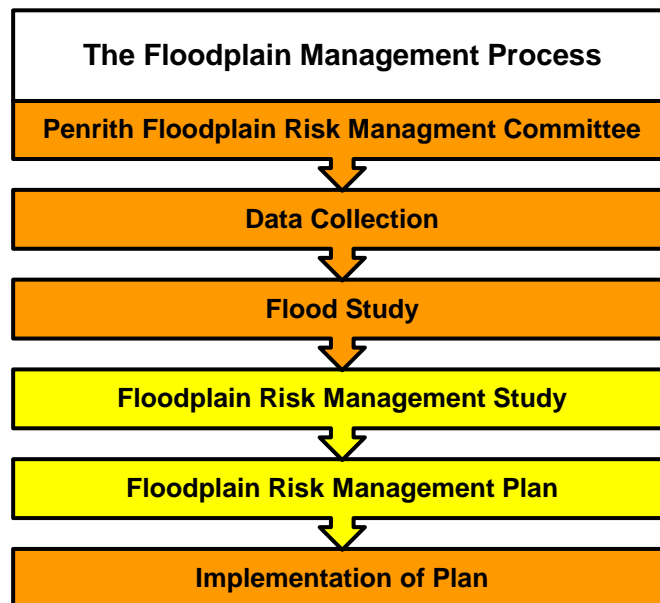 The Floodplain Management Process
Penrith Floodplain Risk Managment Committee
Data Collection
Flood Study
Floodplain Risk Management Study
Floodplain Risk Management Plan
Implementation of Plan